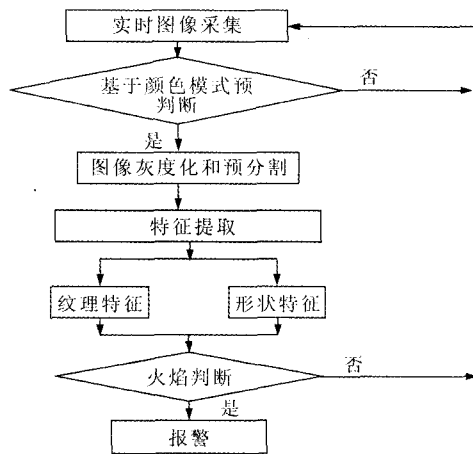 实时图像采集
基于颜色模式预
判断
否
是
图像灰度化和预分割
特征提取
纹理特征
形状特征
火焰判断
否
是
报警